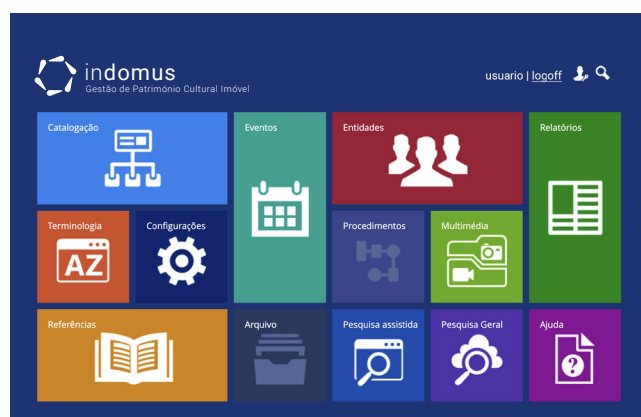 indomus
Gestão de Património Cultural Imóvel
usuario | logoff
Catalogação
Eventos
Entidades
Relatórios
Terminologia
Configurações
Procedimentos
Multimédia
AZ
Referências
Arquivo
Pesquisa assistida
Pesquisa Geral
Ajuda
?